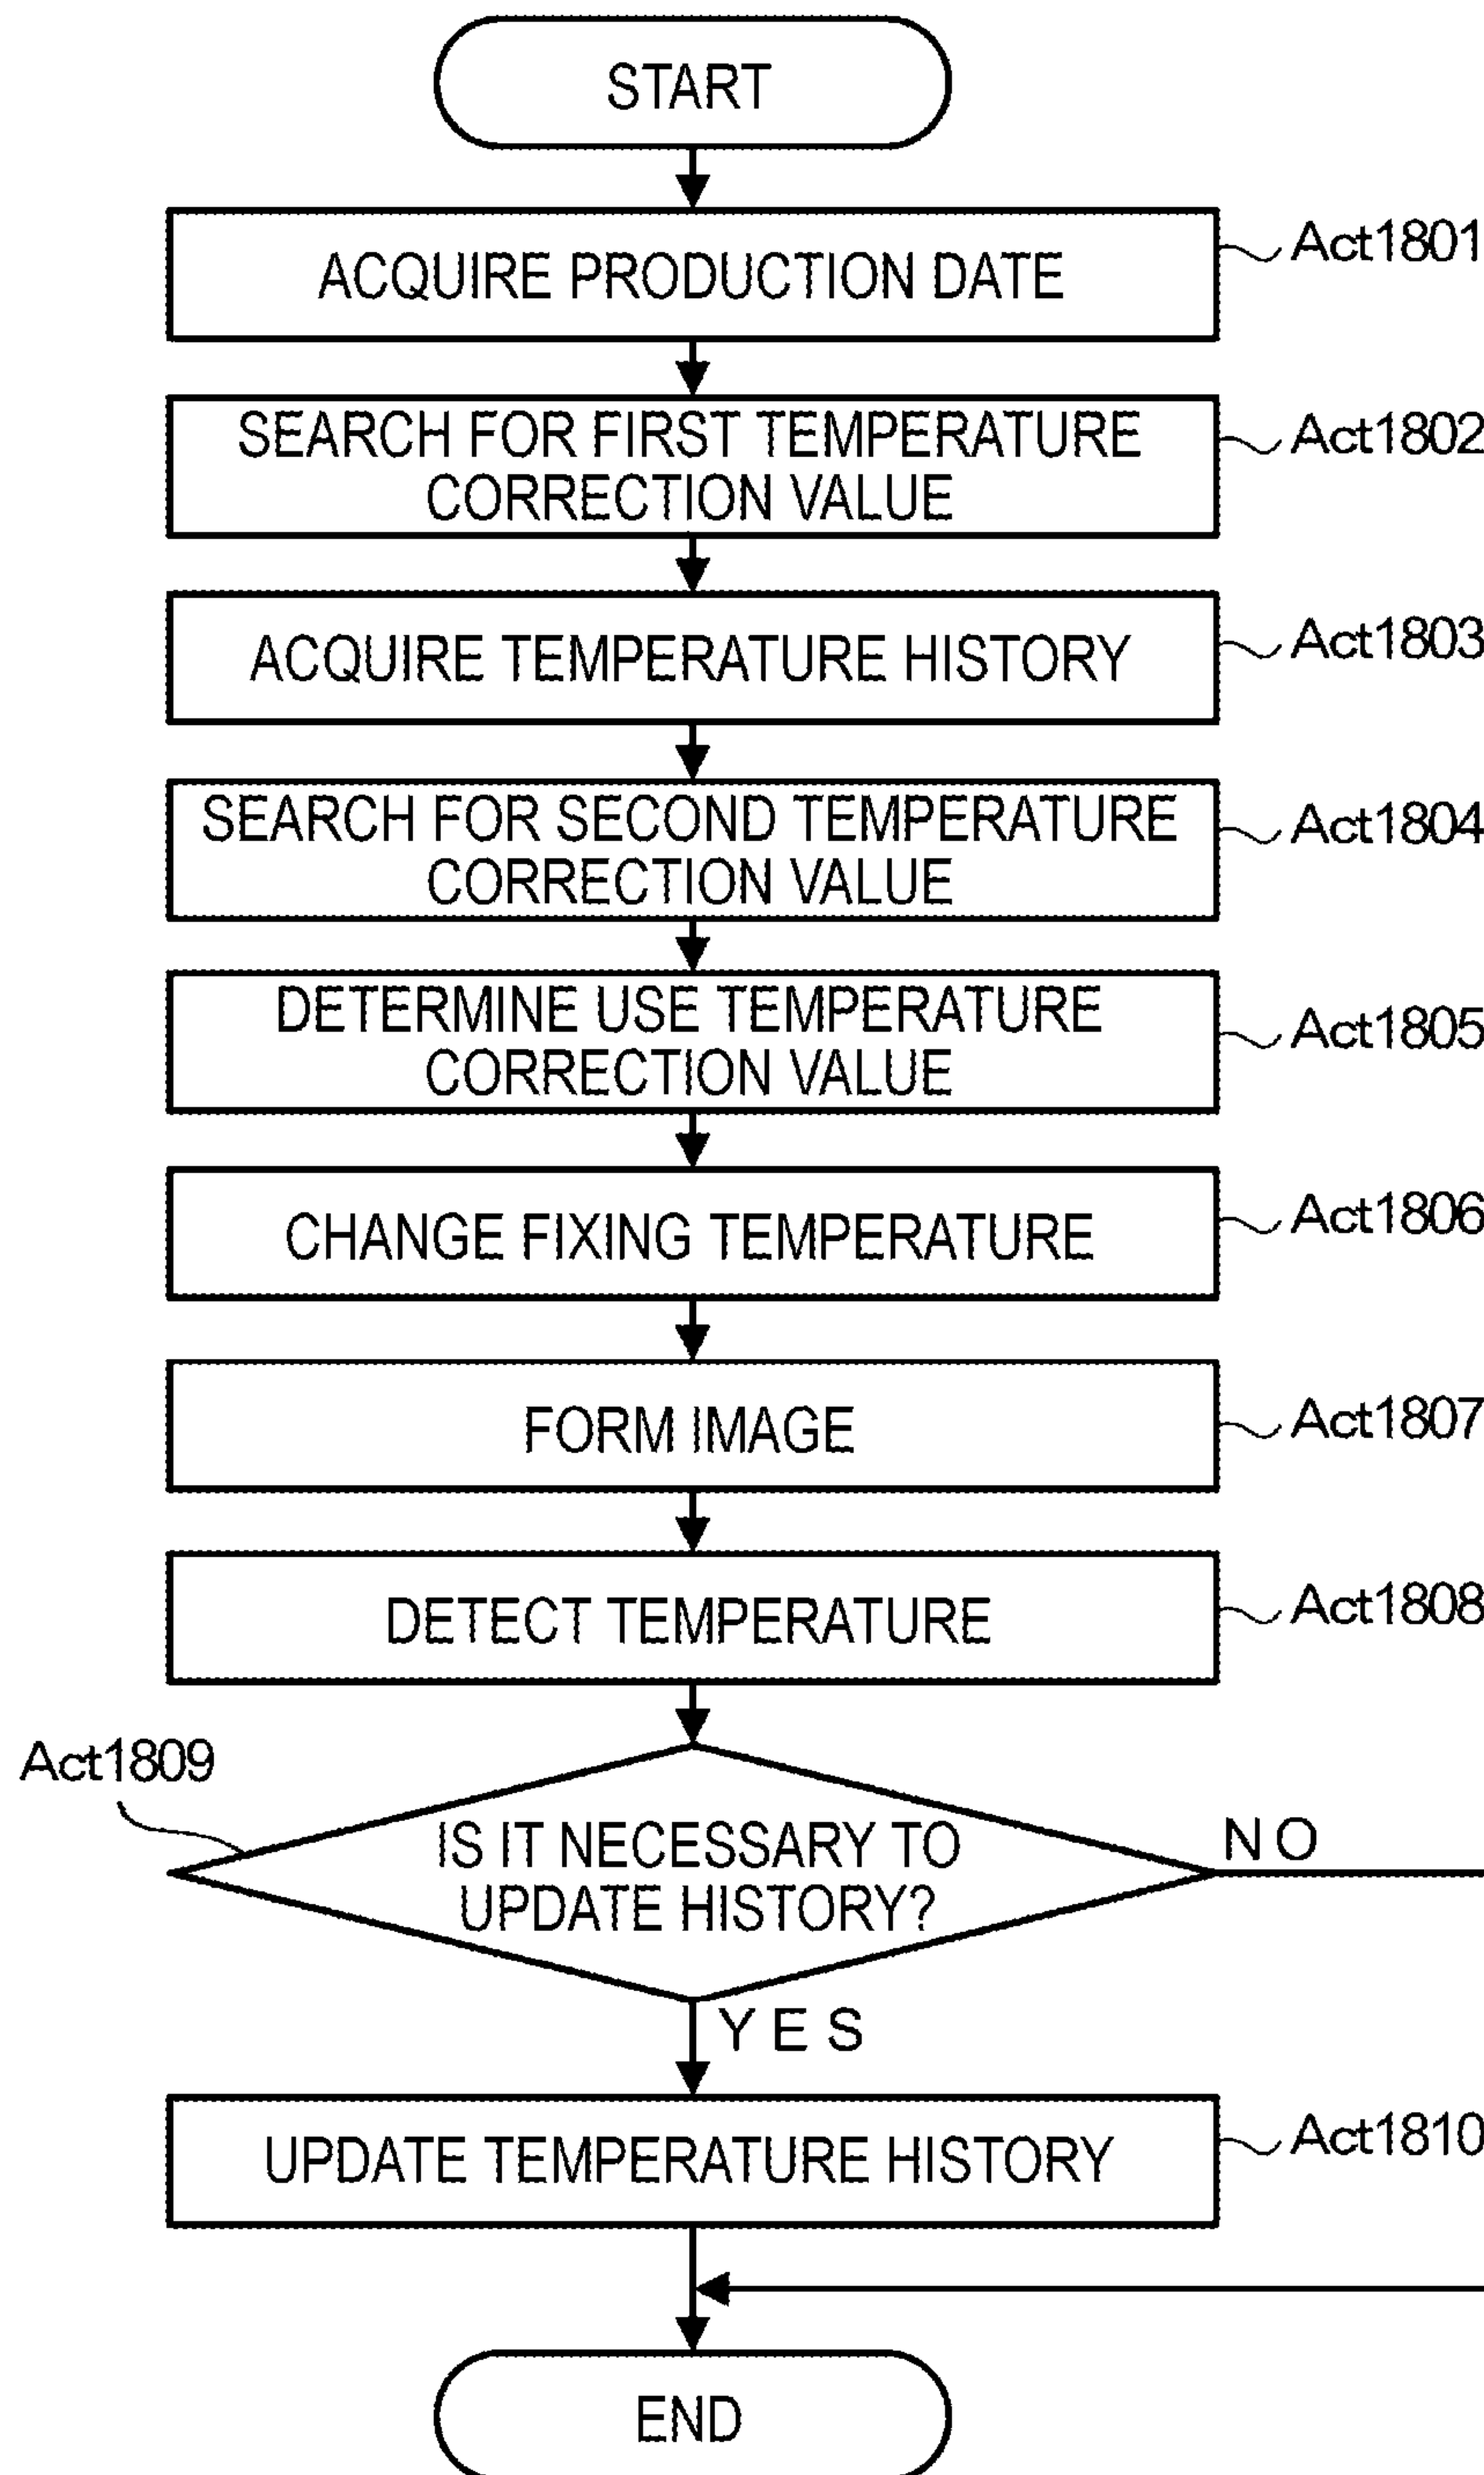 START
ACQUIRE PRODUCTION DATE
Act1801
SEARCH FOR FIRST TEMPERATURE
CORRECTION VALUE
Act1802
ACQUIRE TEMPERATURE HISTORY
Act1803
SEARCH FOR SECOND TEMPERATURE
CORRECTION VALUE
Act1804
DETERMINE USE TEMPERATURE
CORRECTION VALUE
Act1805
CHANGE FIXING TEMPERATURE
Act1806
FORM IMAGE
Act1807
DETECT TEMPERATURE
Act1808
Act1809
IS IT NECESSARY TO
UPDATE HISTORY?
NO
YES
UPDATE TEMPERATURE HISTORY
Act1810
END